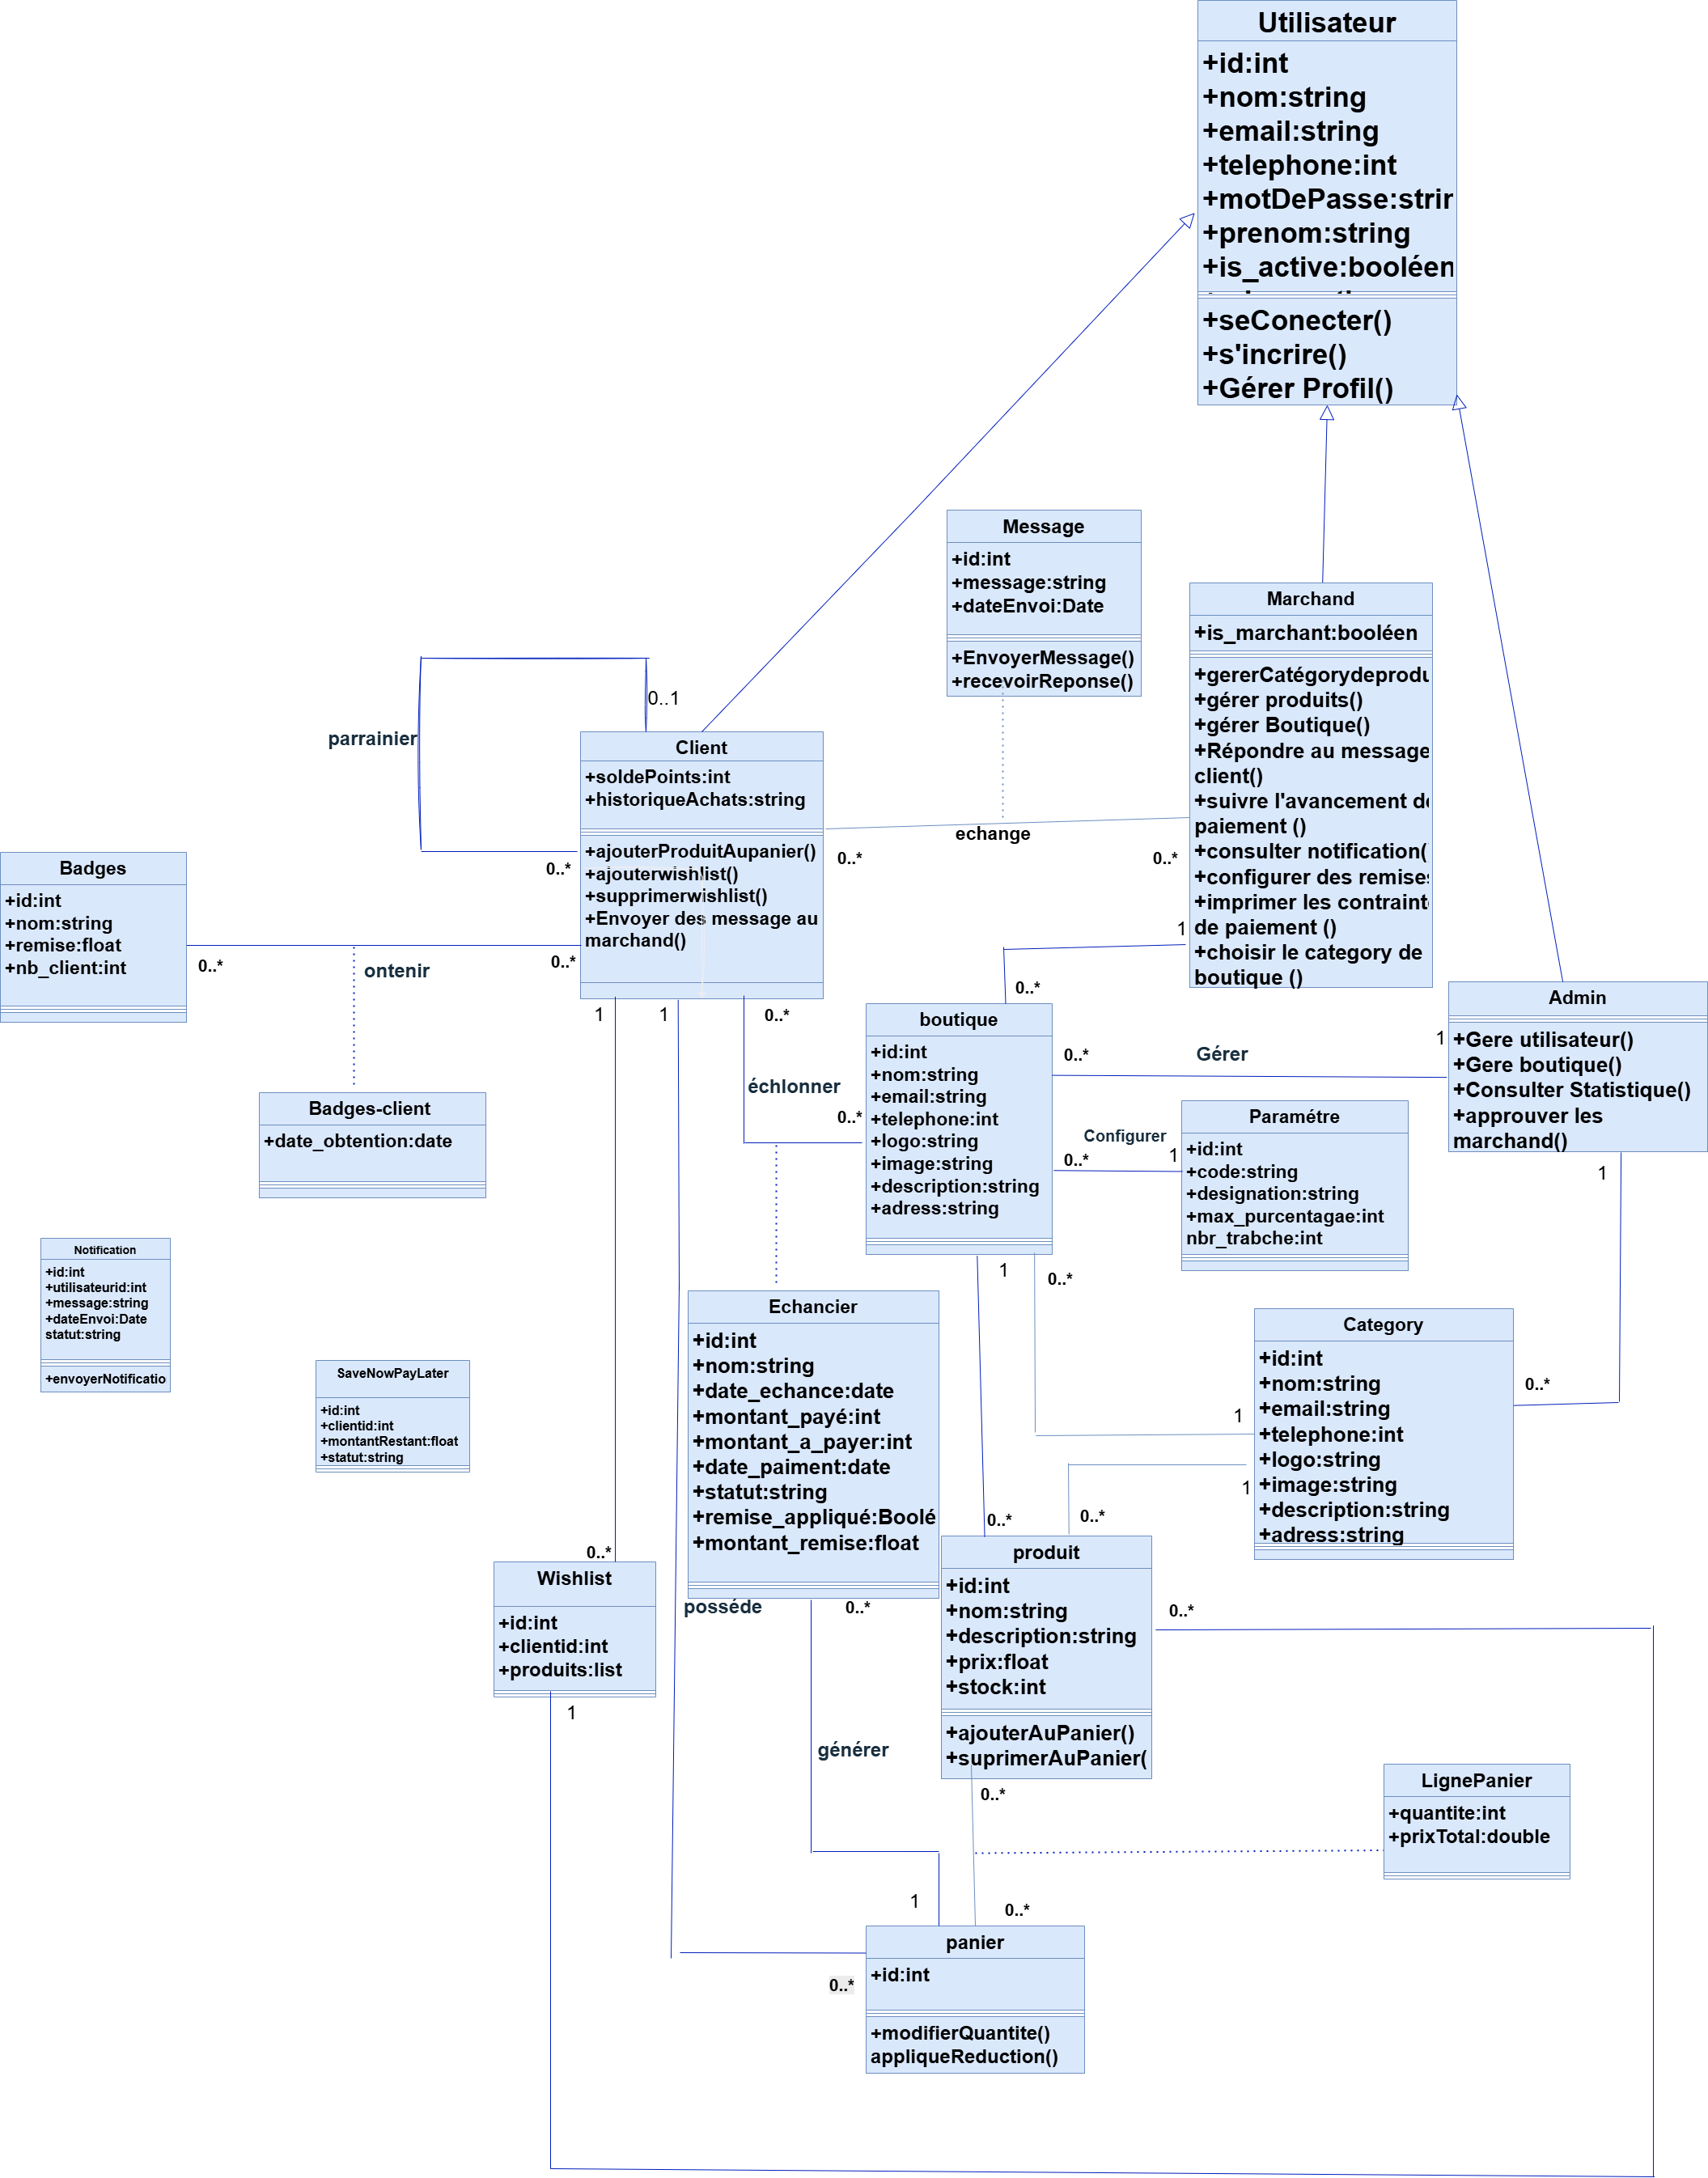 Utilisateur
+id:int
+nom:string
+email:string
+telephone:int
+motDePasse:strin
+prenom:string
+is_active:booléen
+seConecter()
+s'incrire()
+Gérer Profil()
Message
+id:int
+message:string
+dateEnvoi:Date
+EnvoyerMessage()
+recevoirReponse()
Marchand
+is_marchant:booléen
+gererCatégorydeprodu
+gérer produits()
+gérer Boutique()
+Répondre au message
client()
+suivre l'avancement de
paiement ()
+consulter notification(
+configurer des remises
+imprimer les contrainte
de paiement ()
+choisir le category de
boutique ()
parrainier
0..1
0..*
Client
+soldePoints:int
+historiqueAchats:string
+ajouterProduitAupanier()
+ajouterwishlist()
+supprimerwishlist()
+Envoyer des message au
marchand()
echange
0..*
0..*
Badges
+id:int
+nom:string
+remise:float
+nb_client:int
0..*
ontenir
0..*
Badges-client
+date_obtention:date
1
1
0..*
échlonner
0..*
1
0..*
boutique
+id:int
+nom:string
+email:string
+telephone:int
+logo:string
+image:string
+description:string
+adress:string
0..*
Gérer
1
Admin
+Gere utilisateur()
+Gere boutique()
+Consulter Statistique()
+approuver les
marchand()
Configurer
0..*
1
Paramétre
+id:int
+code:string
+designation:string
+max_purcentagae:int
nbr_trabche:int
1
Notification
+id:int
+utilisateurid:int
+message:string
+dateEnvoi:Date
statut:string
+envoyerNotificatio
SaveNowPayLater
+id:int
+clientid:int
+montantRestant:float
+statut:string
Echancier
+id:int
+nom:string
+date_echance:date
+montant_payé:int
+montant_a_payer:int
+date_paiment:date
+statut:string
+remise_appliqué:Boolé
+montant_remise:float
1
0..*
1
1
0..*
0..*
Category
+id:int
+nom:string
+email:string
+telephone:int
+logo:string
+image:string
+description:string
+adress:string
0..*
0..*
Wishlist
+id:int
+clientid:int
+produits:list
1
posséde
0..*
produit
+id:int
+nom:string
+description:string
+prix:float
+stock:int
+ajouterAuPanier()
+suprimerAuPanier(
0..*
générer
0..*
LignePanier
+quantite:int
+prixTotal:double
1
0..*
0..*
panier
+id:int
+modifierQuantite()
appliqueReduction()